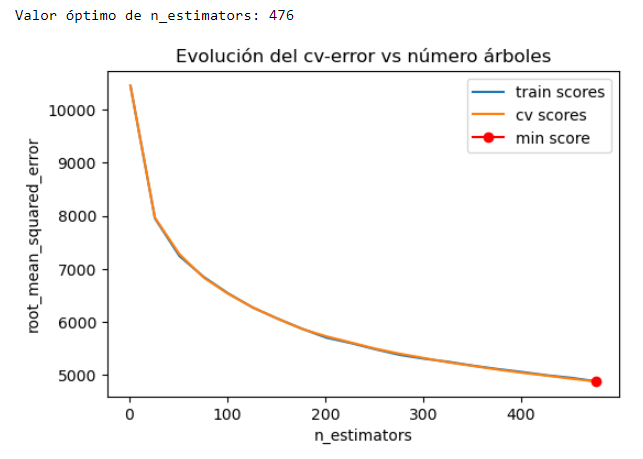 Valor óptimo de n_estimators: 476
Evolución del cv-error vs número árboles
train scores
cv scores
min score
root_mean_squared_error
10000
9000
8000
7000
6000
5000
0 100 200 300 400
n_estimators